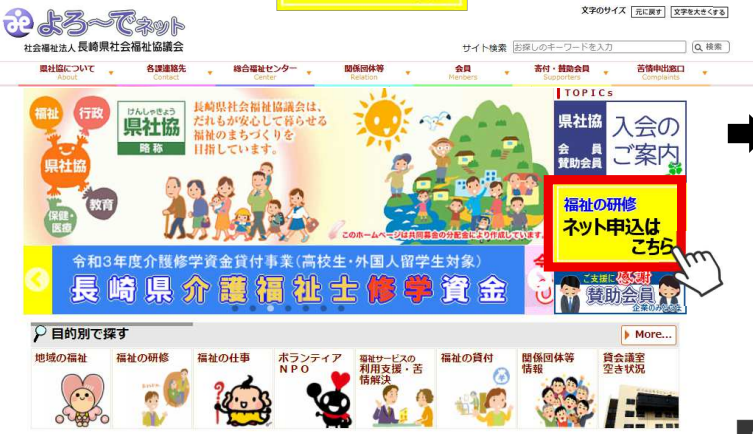 よろ～でネット
社会福祉法人 長崎県社会福祉協議会
文字のサイズ 元に戻す 文字を大きくする
サイト検索 お探しのキーワードを入力 検索
県社協について 各課連絡先 総合福祉センター 関係団体等 会員 寄付・賛助会員 苦情申出窓口
About Contact Center Relation Menbers Supporters Complaints
福祉 行政
県社協
保健・医療 教育
けんしゃきょう
県社協
略称
長崎県社会福祉協議会は、
だれもが安心して暮らせる
福祉のまちづくりを
目指しています。
このホームページは共同募金の分配金により作成しています。
TOPICs
県社協
会員
賛助会員
入会の
ご案内
福祉の研修
ネット申込は
こちら
令和3年度介護修学資金貸付事業(高校生・外国人留学生対象)
長崎県介護福祉士修学資金
ご支援に感謝
賛助会員
企業のみなさま
目的別で探す
More...
地域の福祉
福祉の研修
福祉の仕事
ボランティア
NPO
福祉サービスの
利用支援・苦
情解決
福祉の貸付
関係団体等
情報
貸会議室
空き状況